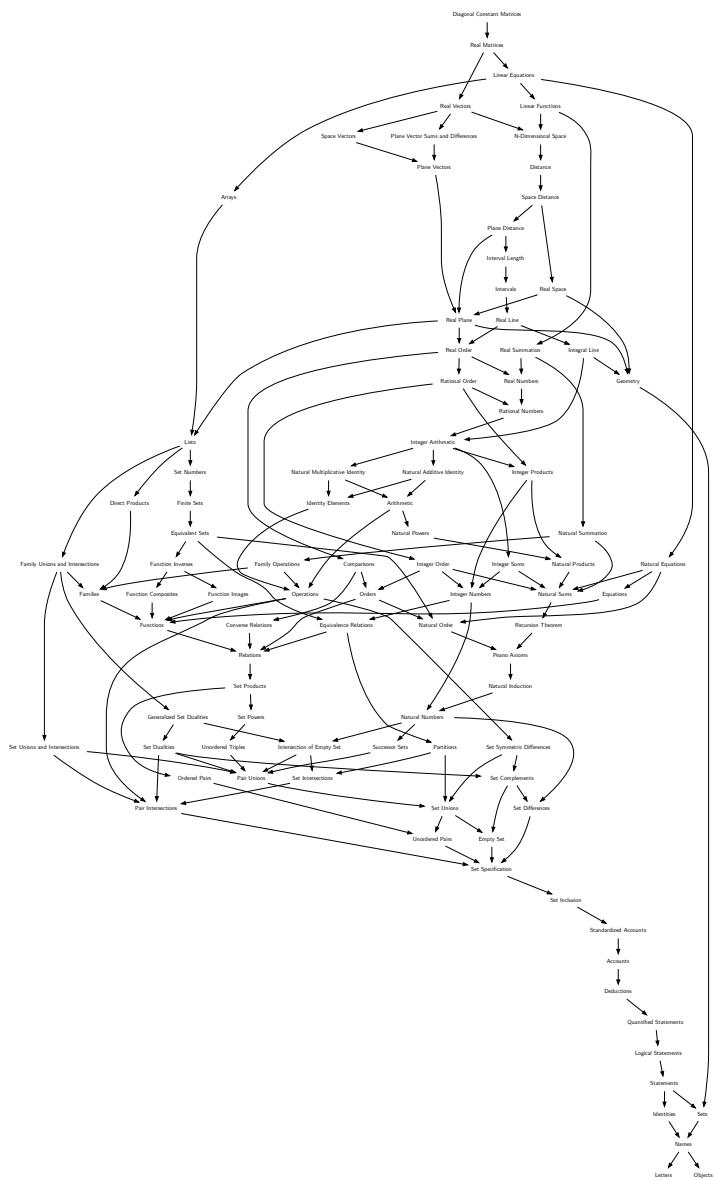 Diagonal Constant Matrices
Real Matrices
Linear Equations
Real Vectors
Linear Functions
Space Vectors
Plane Vector Sums and Differences
N-Dimensional Space
Plane Vectors
Distance
Arrays
Space Distance
Plane Distance
Interval Length
Intervals
Real Space
Real Plane
Real Line
Real Order
Real Summation
Integral Line
Rational Order
Real Numbers
Geometry
Rational Numbers
Lists
Integer Arithmetic
Set Numbers
Natural Multiplicative Identity
Natural Additive Identity
Integer Products
Direct Products
Finite Sets
Identity Elements
Arithmetic
Equivalent Sets
Natural Powers
Natural Summation
Family Unions and Intersections
Function Inverses
Family Operations
Comparisons
Integer Order
Integer Sums
Natural Products
Natural Equations
Families
Function Composites
Function Images
Operations
Orders
Integer Numbers
Natural Sums
Equations
Functions
Converse Relations
Equivalence Relations
Natural Order
Recursion Theorem
Relations
Peano Axioms
Set Products
Natural Induction
Generalized Set Dualities
Set Powers
Natural Numbers
Set Unions and Intersections
Set Dualities
Unordered Triples
Intersection of Empty Set
Successor Sets
Partitions
Set Symmetric Differences
Ordered Pairs
Pair Unions
Set Intersections
Set Complements
Pair Intersections
Set Unions
Set Differences
Unordered Pairs
Empty Set
Set Specification
Set Inclusion
Standardized Accounts
Accounts
Deductions
Quantified Statements
Logical Statements
Statements
Identities
Sets
Names
Letters
Objects